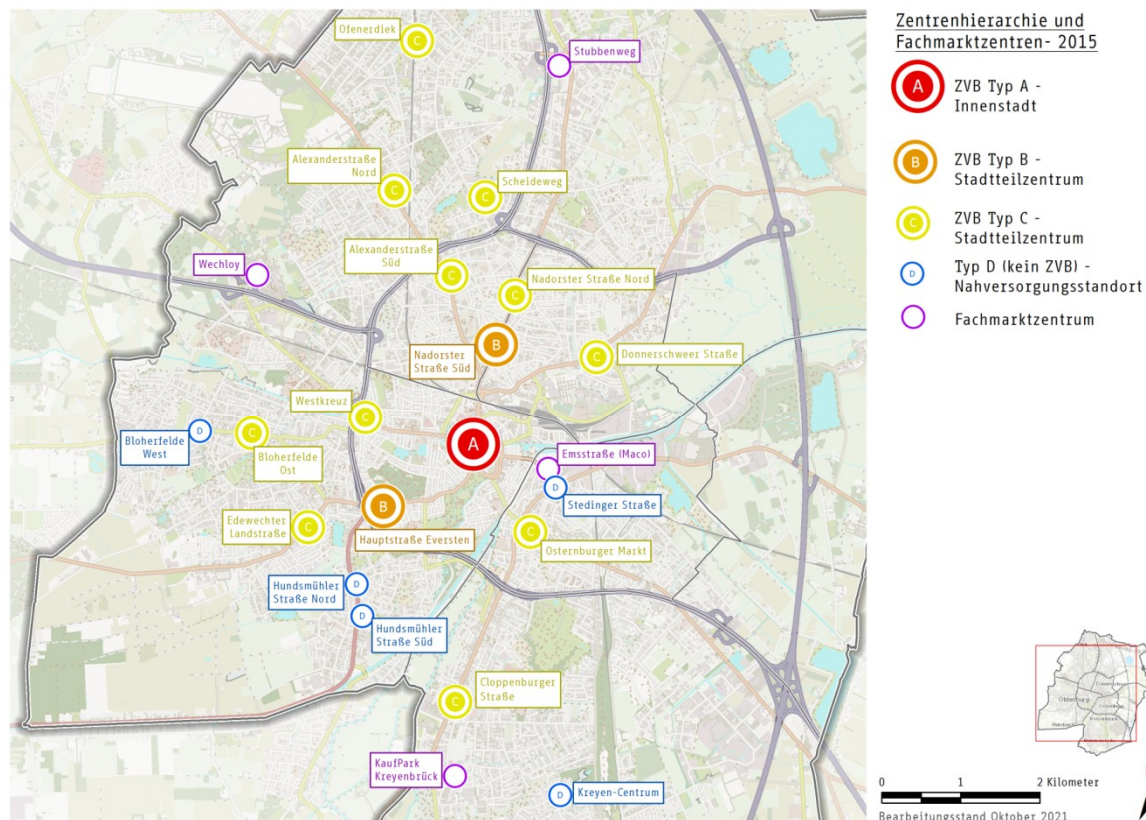 Zentrenhierarchie und
Fachmarktzentren- 2015
A
ZVB Typ A -
Innenstadt
B
ZVB Typ B -
Stadtteilzentrum
C
ZVB Typ C -
Stadtteilzentrum
D
Typ D (kein ZVB) -
Nahversorgungsstandort
Fachmarktzentrum
Ofenerdiek
C
Stubbenweg
Alexanderstraße
Nord
C
Scheideweg
C
Wechloy
Alexanderstraße
Süd
C
Nadorster Straße Nord
C
Nadorster
Straße Süd
B
Donnerschweer Straße
C
Westkreuz
C
Bloherfelde
West
D
Bloherfelde
Ost
C
A
Emsstraße (Maco)
Stedinger Straße
D
Edewechter
Landstraße
C
Hauptstraße Eversten
B
Osternburger Markt
C
Hundsmühler
Straße Nord
D
Hundsmühler
Straße Süd
D
Cloppenburger
Straße
C
KaufPark
Kreyenbrück
Kreyen-Centrum
D
Oldenburg
0 1 2 Kilometer
Bearbeitungsstand Oktober 2021